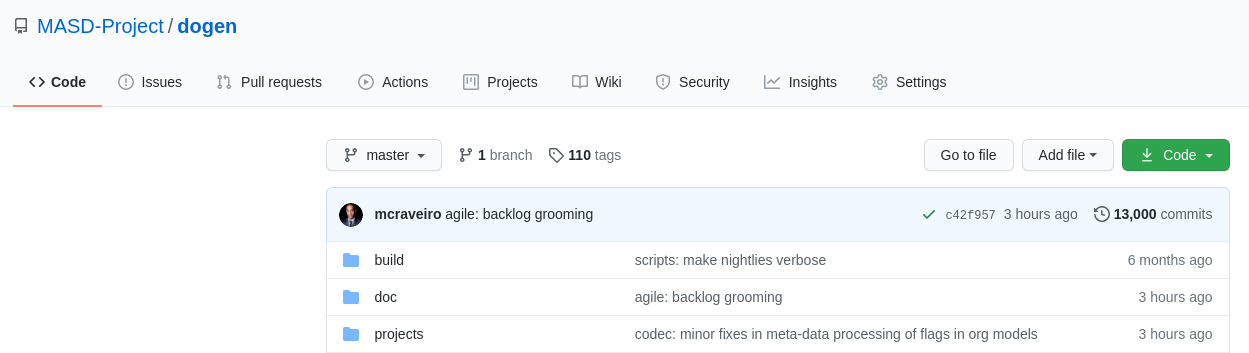 MASD-Project / dogen
Code Issues Pull requests Actions Projects Wiki Security Insights Settings
master 1 branch 110 tags Go to file Add file Code
mcraveiro agile: backlog grooming c42f957 3 hours ago 13,000 commits
build scripts: make nightlies verbose 6 months ago
doc agile: backlog grooming 3 hours ago
projects codec: minor fixes in meta-data processing of flags in org models 3 hours ago